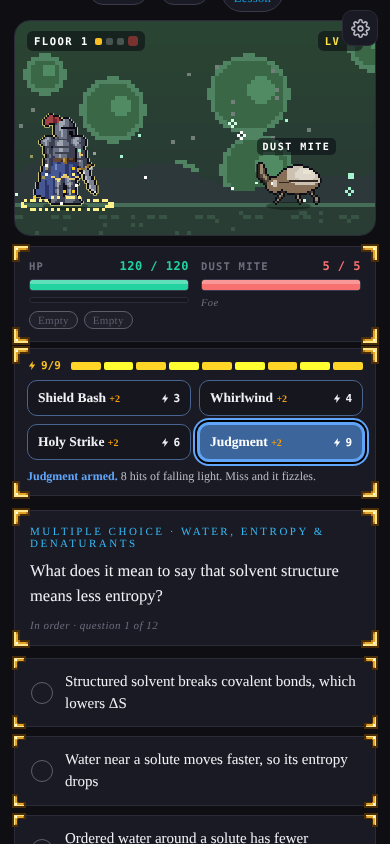 Lesson
FLOOR 1
LV
DUST MITE
HP 120 / 120
DUST MITE 5 / 5
Foe
Empty Empty
9/9
Shield Bash +2 3
Whirlwind +2 4
Holy Strike +2 6
Judgment +2 9
Judgment armed. 8 hits of falling light. Miss and it fizzles.
MULTIPLE CHOICE · WATER, ENTROPY &
DENATURANTS
What does it mean to say that solvent structure
means less entropy?
In order · question 1 of 12
Structured solvent breaks covalent bonds, which
lowers ΔS
Water near a solute moves faster, so its entropy
drops
Ordered water around a solute has fewer